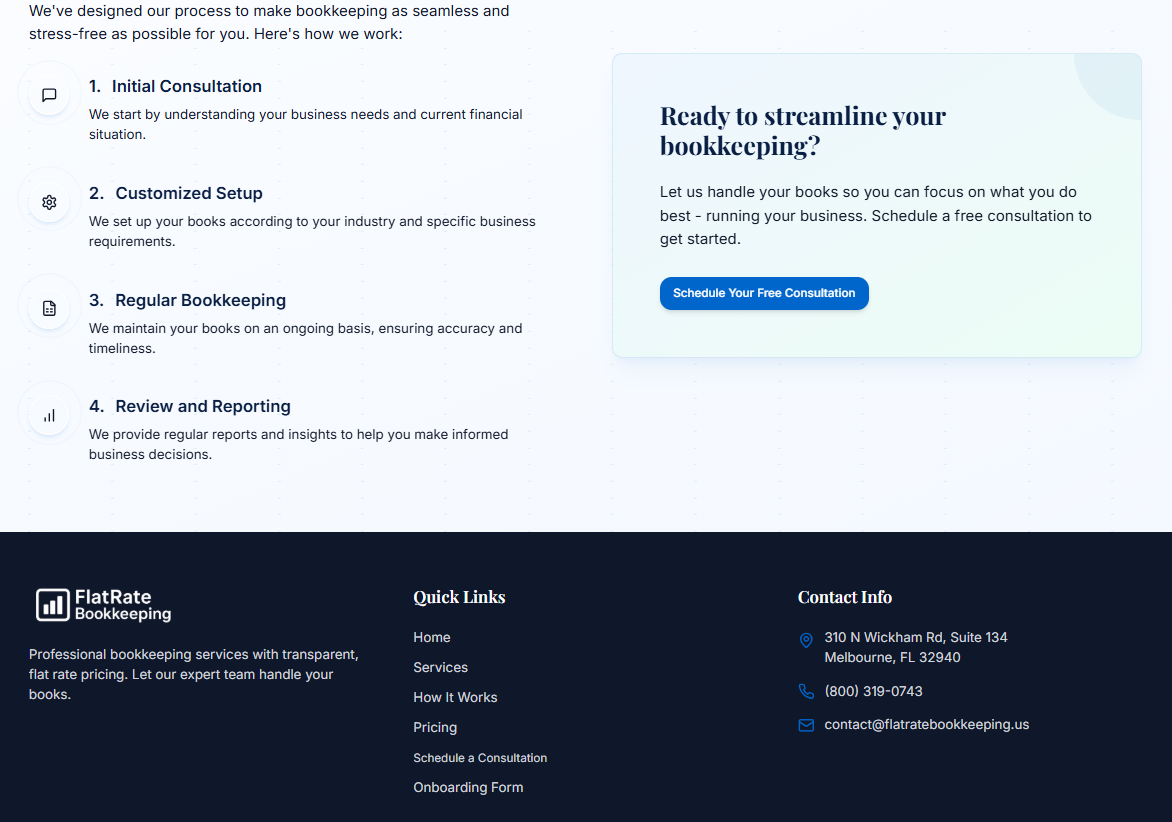 We've designed our process to make bookkeeping as seamless and
stress-free as possible for you. Here's how we work:
1. Initial Consultation
We start by understanding your business needs and current financial
situation.
2. Customized Setup
We set up your books according to your industry and specific business
requirements.
3. Regular Bookkeeping
We maintain your books on an ongoing basis, ensuring accuracy and
timeliness.
4. Review and Reporting
We provide regular reports and insights to help you make informed
business decisions.
Ready to streamline your
bookkeeping?
Let us handle your books so you can focus on what you do
best - running your business. Schedule a free consultation to
get started.
Schedule Your Free Consultation
FlatRate
Bookkeeping
Professional bookkeeping services with transparent,
flat rate pricing. Let our expert team handle your
books.
Quick Links
Home
Services
How It Works
Pricing
Schedule a Consultation
Onboarding Form
Contact Info
310 N Wickham Rd, Suite 134
Melbourne, FL 32940
(800) 319-0743
contact@flatratebookkeeping.us